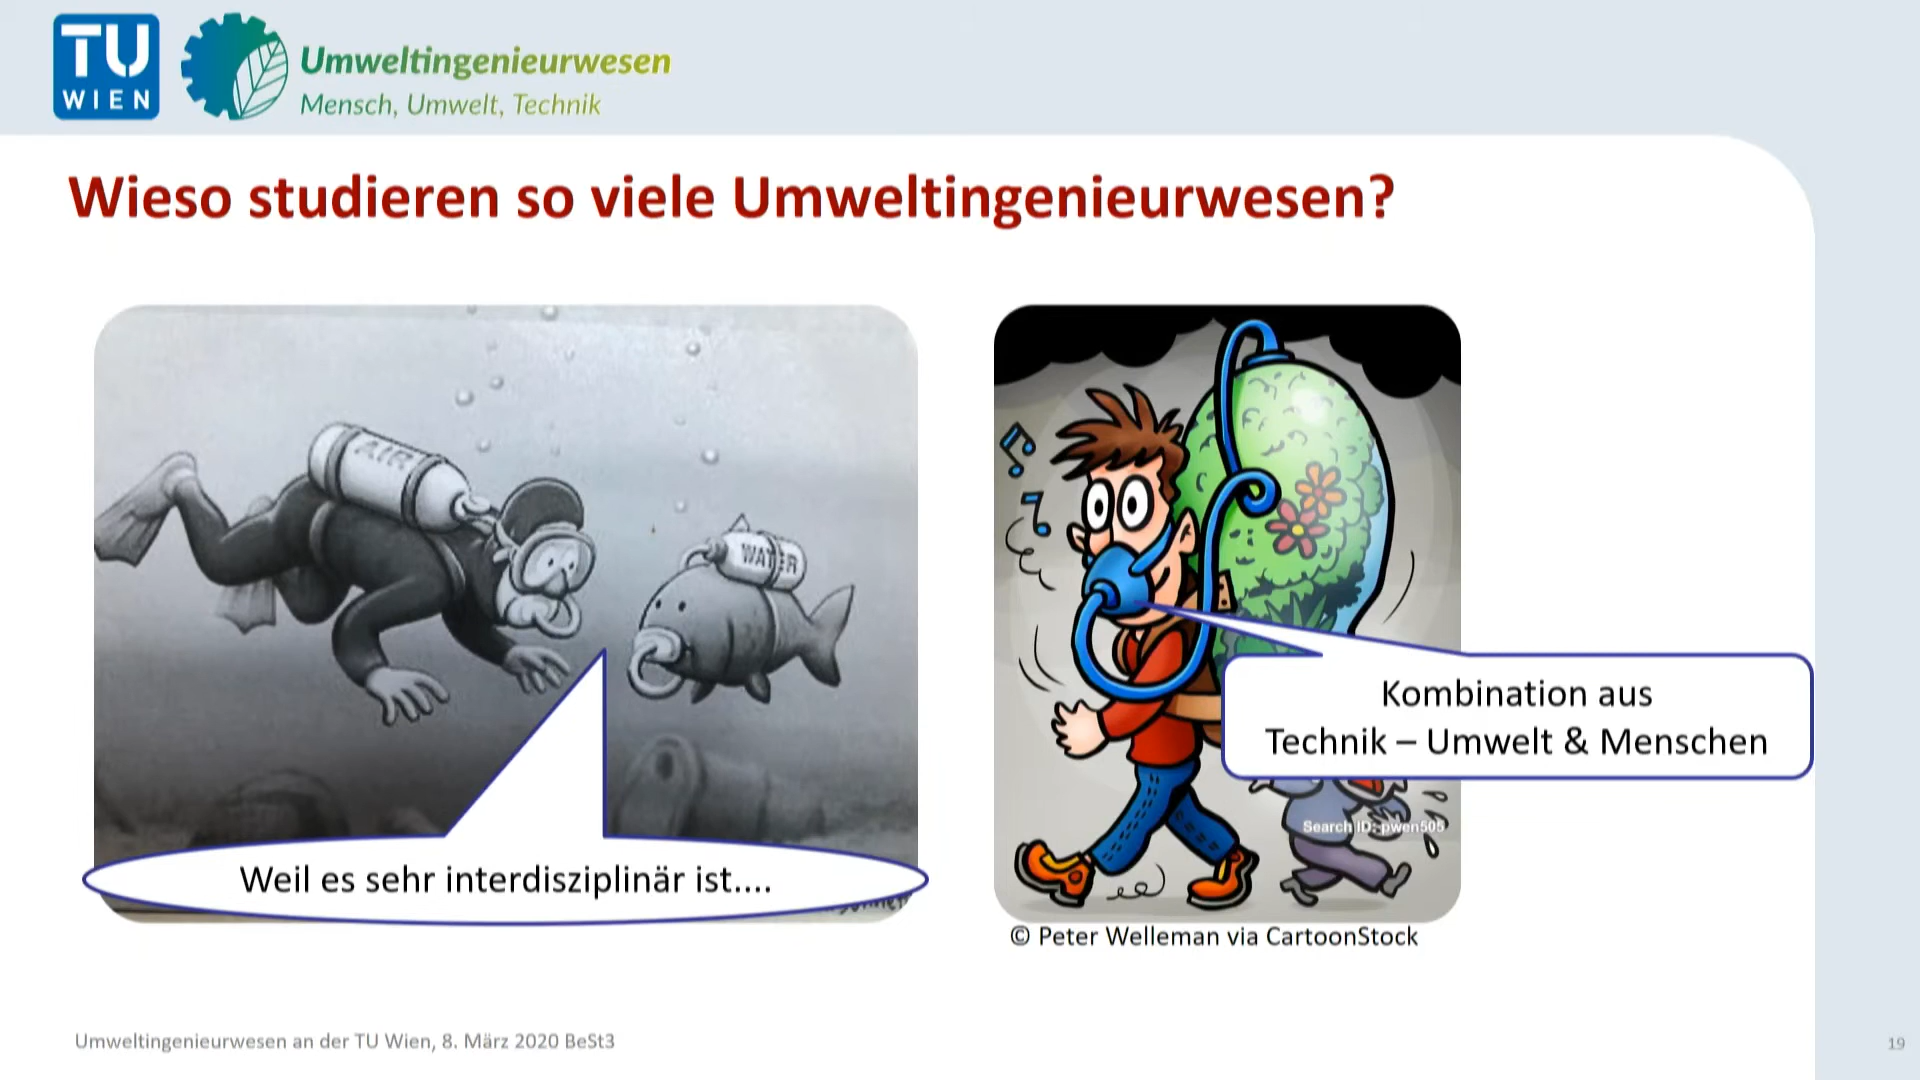 TU
WIEN
Umweltingenieurwesen
Mensch, Umwelt, Technik
Wieso studieren so viele Umweltingenieurwesen?
AIR
WATER
Weil es sehr interdisziplinär ist....
Kombination aus
Technik – Umwelt & Menschen
Search ID: pwen505
© Peter Welleman via CartoonStock
Umweltingenieurwesen an der TU Wien, 8. März 2020 BeSt3
19